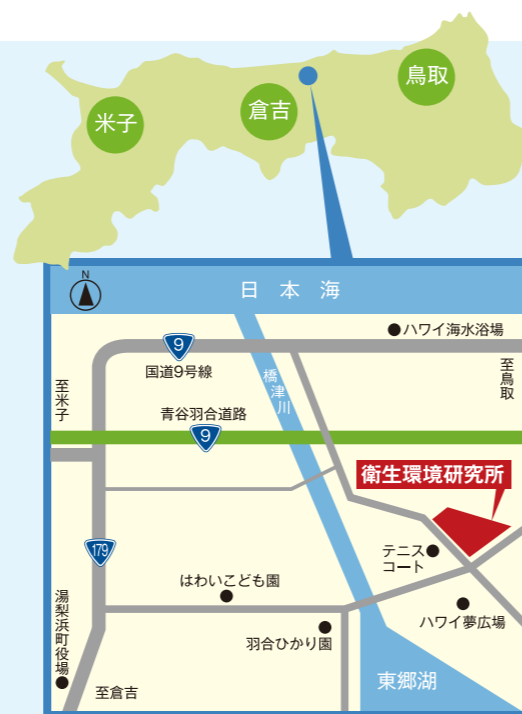 鳥取
倉吉
米子
N
日本海
ハワイ海水浴場
9
国道9号線
至鳥取
至米子
橋津川
青谷羽合道路
9
衛生環境研究所
179
テニス
コート
はわいこども園
ハワイ夢広場
羽合ひかり園
湯梨浜町役場
東郷湖
至倉吉